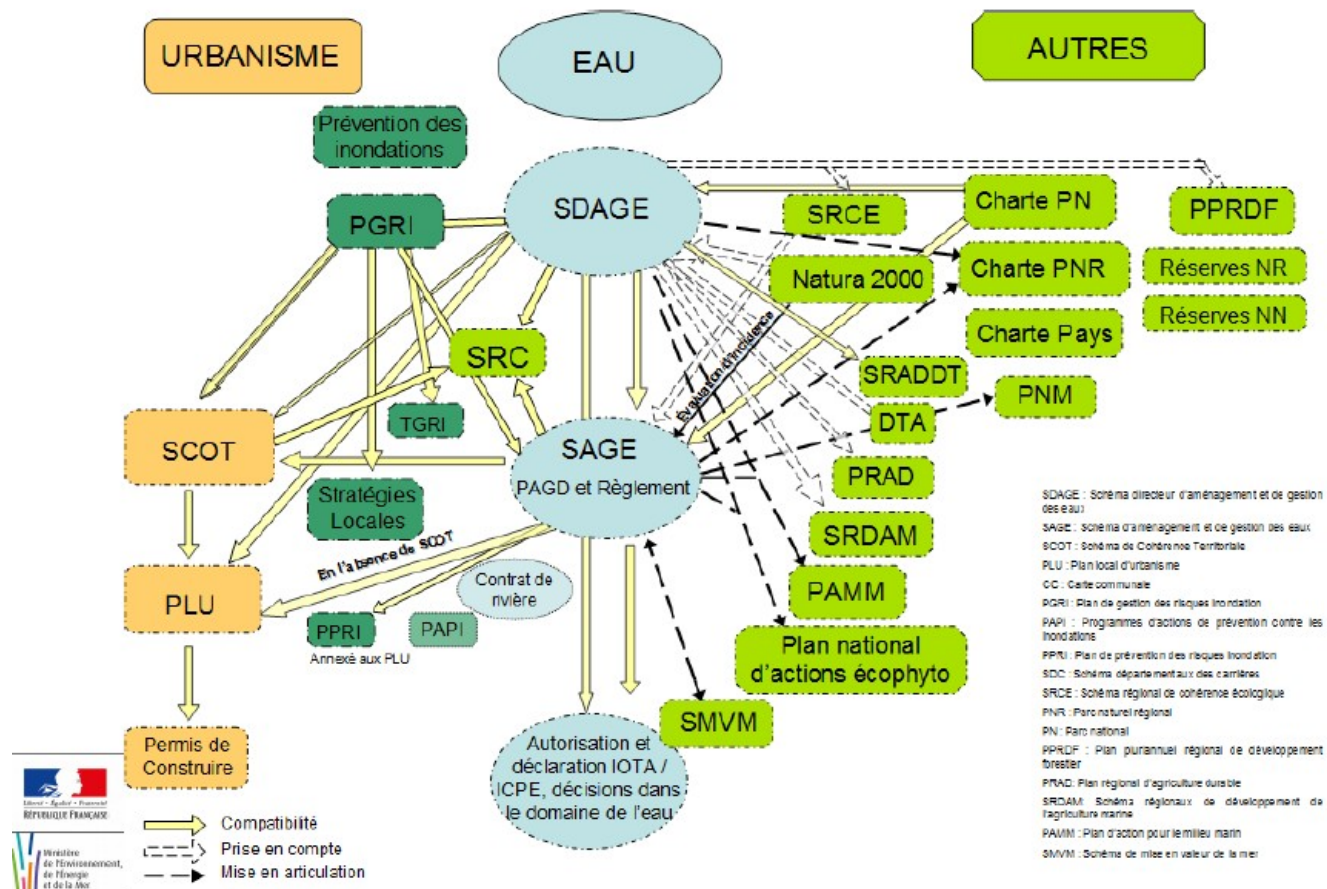 URBANISME
EAU
AUTRES
Prévention des
inondations
SDAGE
PGRI
SRCE
Charte PN
PPRDF
Natura 2000
Charte PNR
Réserves NR
Réserves NN
Charte Pays
SRC
Évaluation d'incidence
SRADDT
PNM
TGRI
DTA
SCOT
SAGE
PAGD et Règlement
PRAD
Stratégies
Locales
SRDAM
En l'absence de SCOT
Contrat de
rivière
PAMM
PLU
PPRI
PAPI
Annexé aux PLU
Plan national
d'actions écophyto
SMVM
Permis de
Construire
Autorisation et
déclaration IOTA /
ICPE, décisions dans
le domaine de l'eau
SDAGE : Schéma directeur d'aménagement et de gestion
des eaux
SAGE : Schéma d'aménagement et de gestion des eaux
SCOT : Schéma de Cohérence Territoriale
PLU : Plan local d'urbanisme
CC : Carte communale
PGRI : Plan de gestion des risques inondation
PAPI : Programmes d'actions de prévention contre les
inondations
PPRI : Plan de prévention des risques inondation
SDC : Schéma départementaux des carrières
SRCE : Schéma régional de cohérence écologique
PNR : Parc naturel régional
PN : Parc national
PPRDF : Plan pluriannuel régional de développement
forestier
PRAD: Plan régional d'agriculture durable
SRDAM: Schéma régionaux de développement de
l'agriculture marine
PAMM : Plan d'action pour le milieu marin
SMVM : Schéma de mise en valeur de la mer
Liberté • Égalité • Fraternité
RÉPUBLIQUE FRANÇAISE
Ministère
de l'Environnement,
de l'Énergie
et de la Mer
Compatibilité
Prise en compte
Mise en articulation